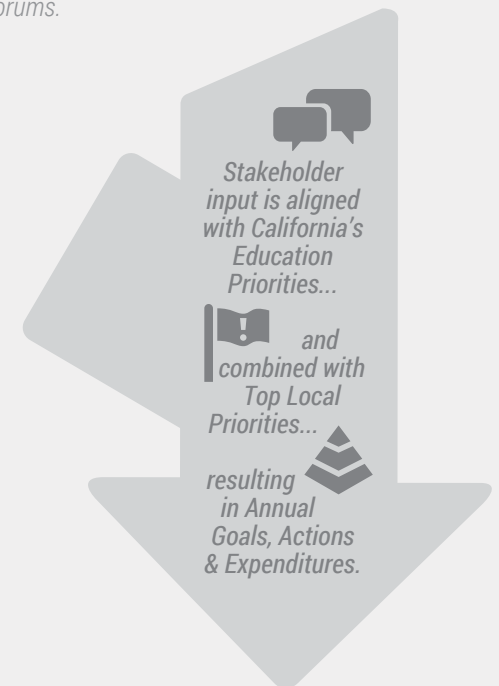 Stakeholder
input is aligned
with California's
Education
Priorities...
and
combined with
Top Local
Priorities...
resulting
in Annual
Goals, Actions
& Expenditures.